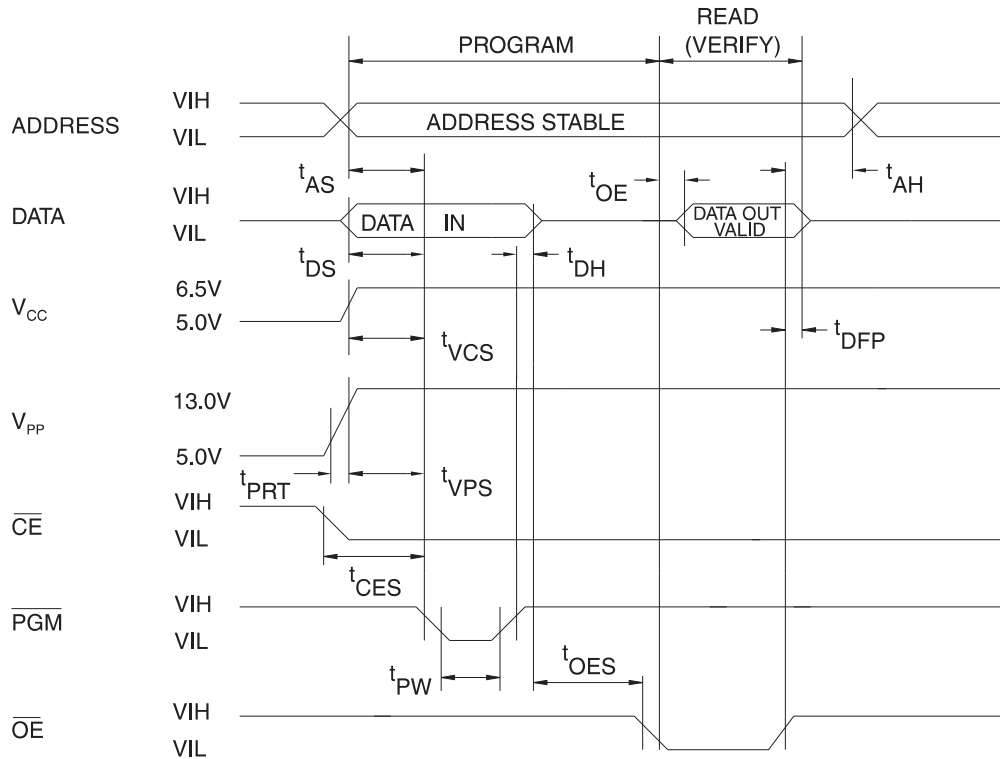 READ
PROGRAM (VERIFY)
VIH
ADDRESS ADDRESS STABLE
VIL
tAS tOE tAH
VIH
DATA DATA IN DATA OUT
VIL VALID
tDS tDH
6.5V
VCC
5.0V tVCS tDFP
13.0V
VPP
5.0V
tPRT tVPS
VIH
CE
VIL
tCES
VIH
PGM
VIL
tPW tOES
VIH
OE
VIL